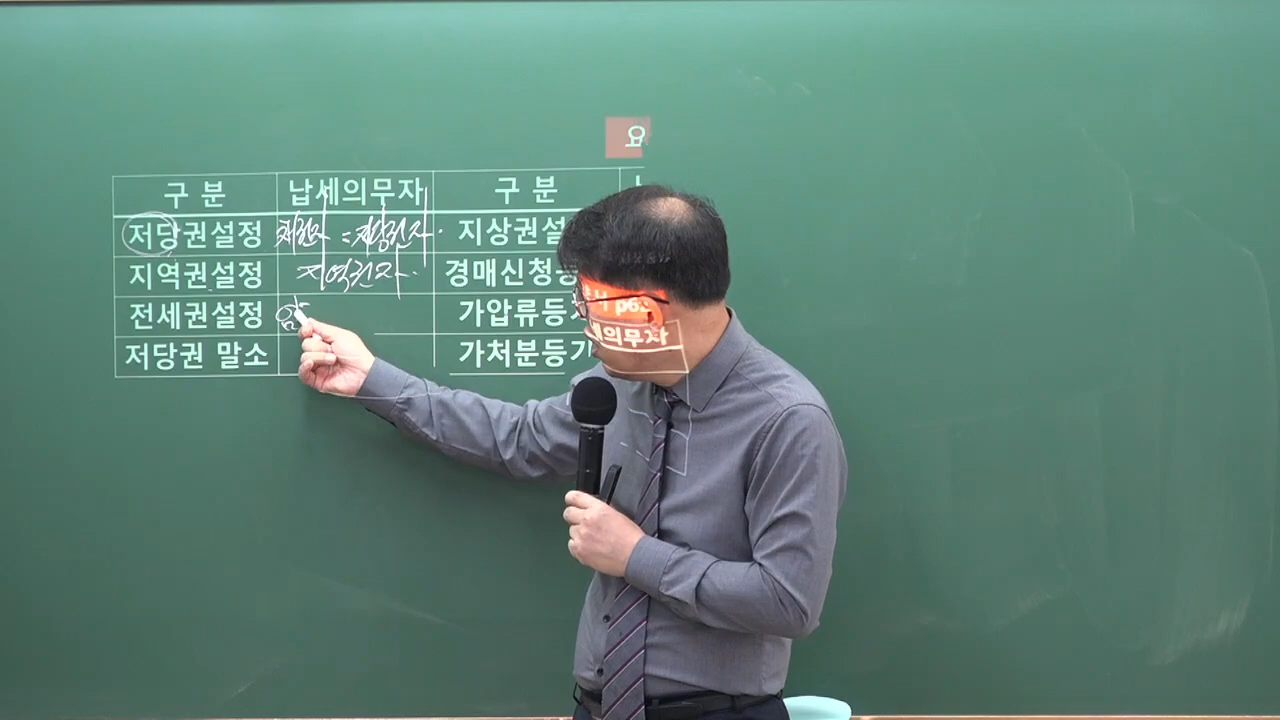 요
구 분 납세의무자 구 분
저당권설정 채권자 = 저당권자 · 지상권설
지역권설정 지역권자 · 경매신청
전세권설정 가압류등
저당권 말소 가처분등기
서 p6
세의무자